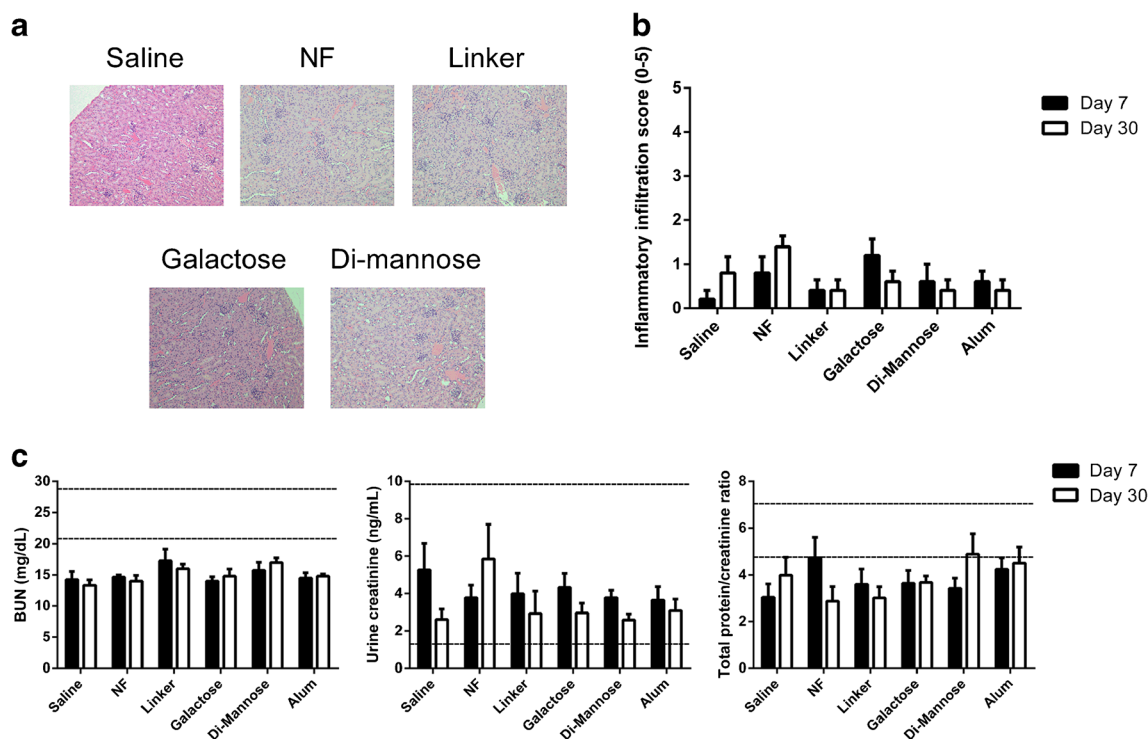 a
Saline
NF
Linker
Galactose
Di-mannose
b
Inflammatory infiltration score (0-5)
5
4
3
2
1
0
Saline
NF
Linker
Galactose
Di-Mannose
Alum
Day 7
Day 30
c
BUN (mg/dL)
30
25
20
15
10
5
0
Saline
NF
Linker
Galactose
Di-Mannose
Alum
Urine creatinine (ng/mL)
10
8
6
4
2
0
Saline
NF
Linker
Galactose
Di-Mannose
Alum
Total protein/creatinine ratio
8
6
4
2
0
Saline
NF
Linker
Galactose
Di-Mannose
Alum
Day 7
Day 30